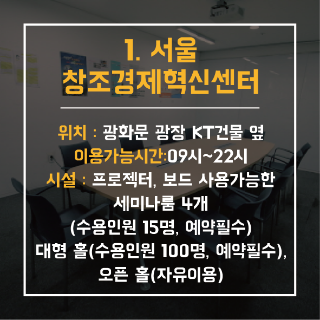 1. 서울
창조경제혁신센터
위치 : 광화문 광장 KT건물 옆
이용가능시간:09시~22시
시설 : 프로젝터, 보드 사용가능한
세미나룸 4개
(수용인원 15명, 예약필수)
대형 홀(수용인원 100명, 예약필수),
오픈 홀(자유이용)